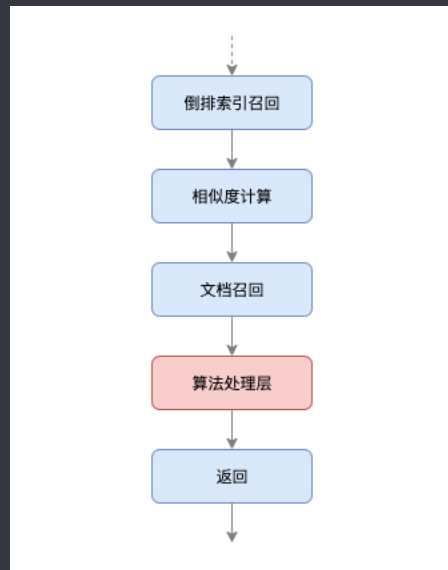 倒排索引召回
相似度计算
文档召回
算法处理层
返回